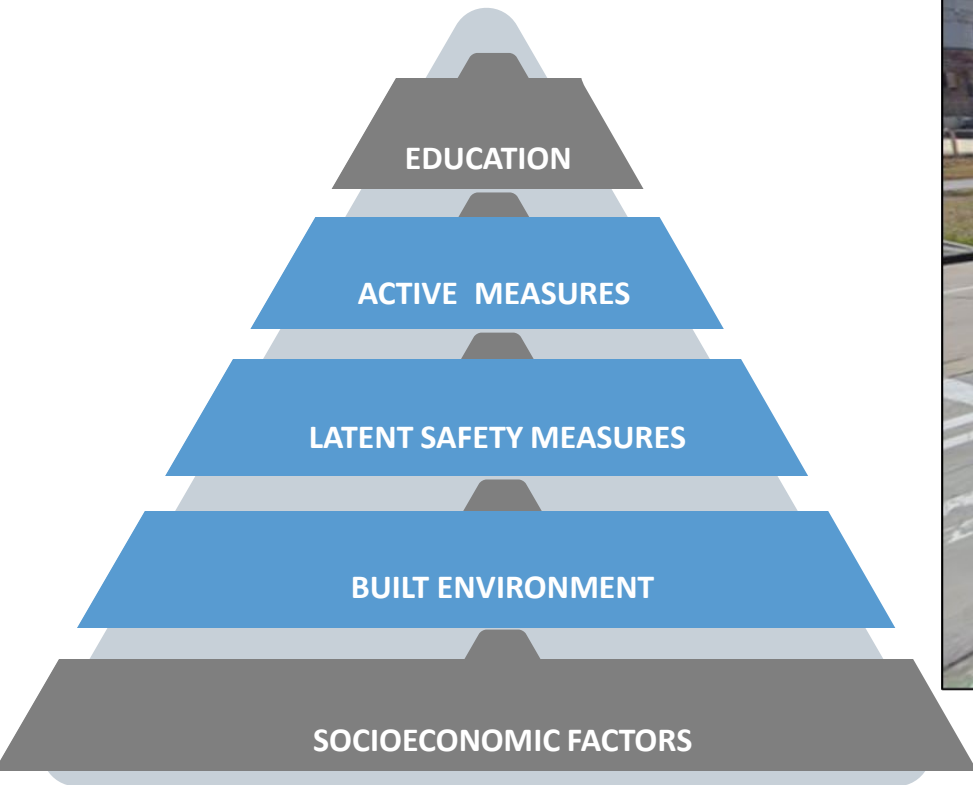 EDUCATION
ACTIVE MEASURES
LATENT SAFETY MEASURES
BUILT ENVIRONMENT
SOCIOECONOMIC FACTORS